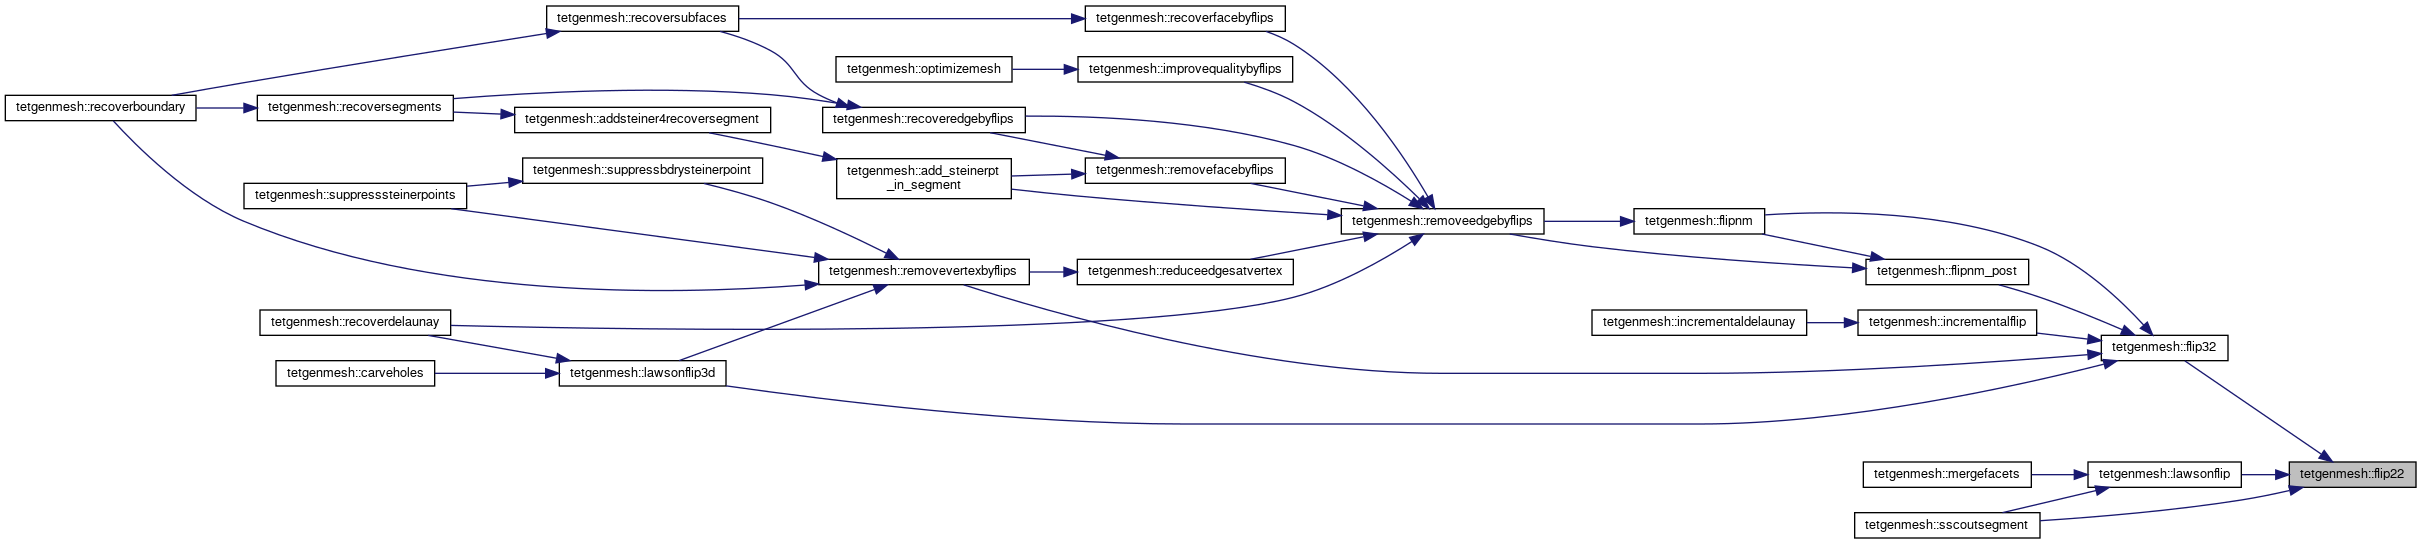 tetgenmesh::recoversubfaces
tetgenmesh::recoverfacebyflips
tetgenmesh::optimizemesh
tetgenmesh::improvequalitybyflips
tetgenmesh::recoverboundary
tetgenmesh::recoversegments
tetgenmesh::addsteiner4recoversegment
tetgenmesh::recoveredgebyflips
tetgenmesh::suppressbdrysteinerpoint
tetgenmesh::add_steinerpt
_in_segment
tetgenmesh::removefacebyflips
tetgenmesh::suppresssteinerpoints
tetgenmesh::removeedgebyflips
tetgenmesh::flipnm
tetgenmesh::removevertexbyflips
tetgenmesh::reduceedgesatvertex
tetgenmesh::flipnm_post
tetgenmesh::recoverdelaunay
tetgenmesh::incrementaldelaunay
tetgenmesh::incrementalflip
tetgenmesh::flip32
tetgenmesh::carveholes
tetgenmesh::lawsonflip3d
tetgenmesh::mergefacets
tetgenmesh::lawsonflip
tetgenmesh::flip22
tetgenmesh::sscoutsegment